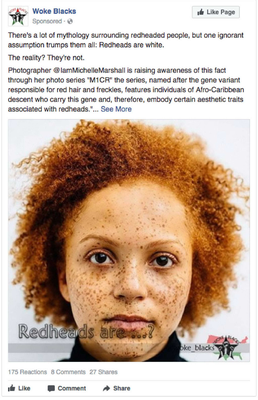 Woke Blacks
Sponsored ·
Like Page
There's a lot of mythology surrounding redheaded people, but one ignorant
assumption trumps them all: Redheads are white.
The reality? They're not.
Photographer @IamMichelleMarshall is raising awareness of this fact
through her photo series "M1CR" the series, named after the gene variant
responsible for red hair and freckles, features individuals of Afro-Caribbean
descent who carry this gene and, therefore, embody certain aesthetic traits
associated with redheads."... See More
Redheads are ...?
oke_blacks
175 Reactions 8 Comments 27 Shares
Like Comment Share